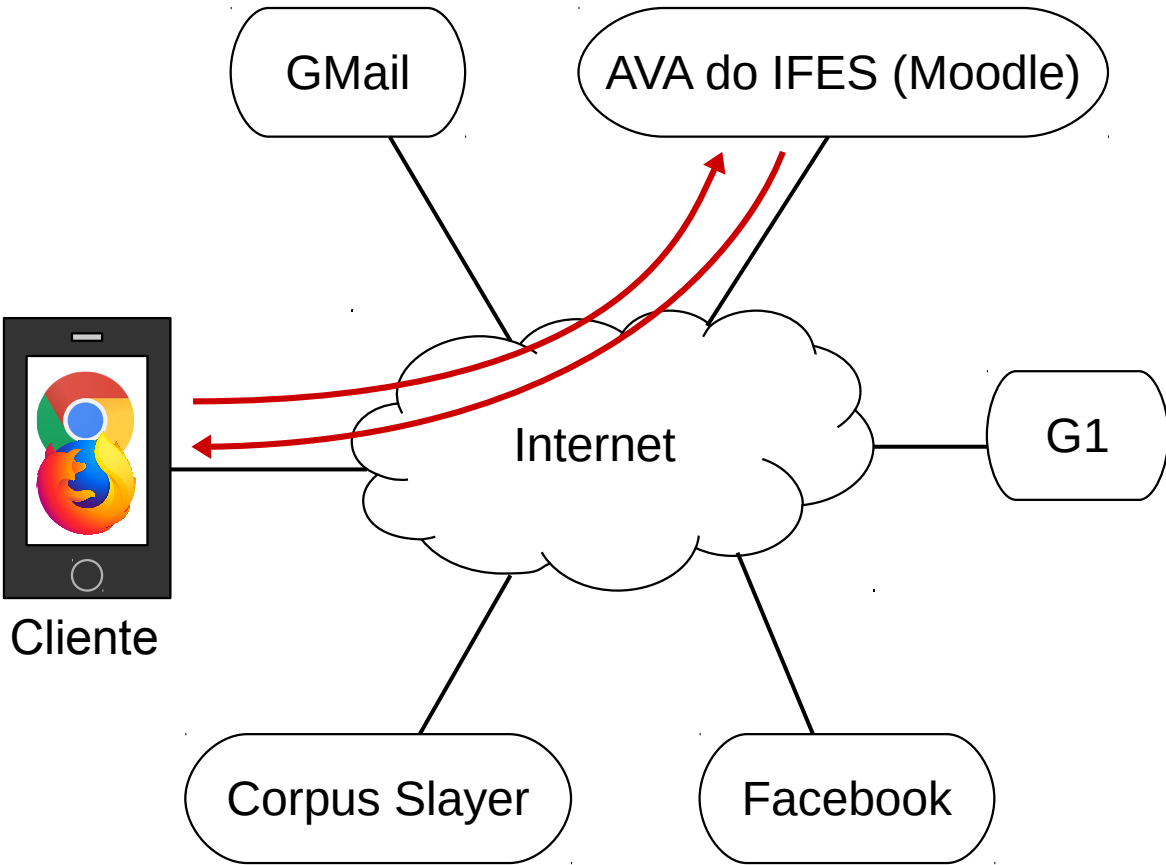 GMail
AVA do IFES (Moodle)
Internet
G1
Cliente
Corpus Slayer
Facebook